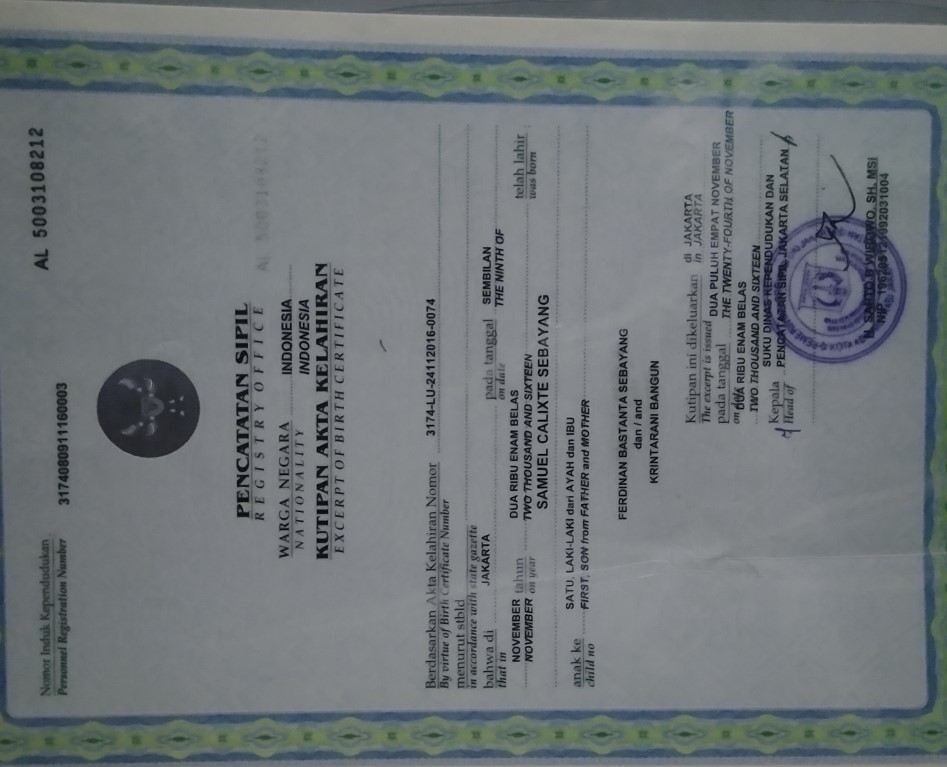 Nomor Induk Kependudukan
Personnel Registration Number 3174080911160003
AL 5003108212
PENCATATAN SIPIL
REGISTRY OFFICE
WARGA NEGARA INDONESIA
NATIONALITY INDONESIA
KUTIPAN AKTA KELAHIRAN
EXCERPT OF BIRTH CERTIFICATE
Berdasarkan Akta Kelahiran Nomor 3174-LU-24112016-0074
By virtue of Birth Certificate Number
menurut stbld
in accordance with state gazette
bahwa di JAKARTA pada tanggal SEMBILAN
that in on date THE NINTH OF
NOVEMBER tahun DUA RIBU ENAM BELAS telah lahir
NOVEMBER on year TWO THOUSAND AND SIXTEEN was born
SAMUEL CALIXTE SEBAYANG
anak ke SATU, LAKI-LAKI dari AYAH dan IBU
child no FIRST, SON from FATHER and MOTHER
FERDINAN BASTANTA SEBAYANG
dan / and
KRINTARANI BANGUN
Kutipan ini dikeluarkan di JAKARTA
The excerpt is issued in JAKARTA
pada tanggal DUA PULUH EMPAT NOVEMBER
on date THE TWENTY-FOURTH OF NOVEMBER
DUA RIBU ENAM BELAS
TWO THOUSAND AND SIXTEEN
Kepala SUKU DINAS KEPENDUDUKAN DAN
Head of PENCATATAN SIPIL JAKARTA SELATAN
WIBOWO, SH, MSi
NIP.